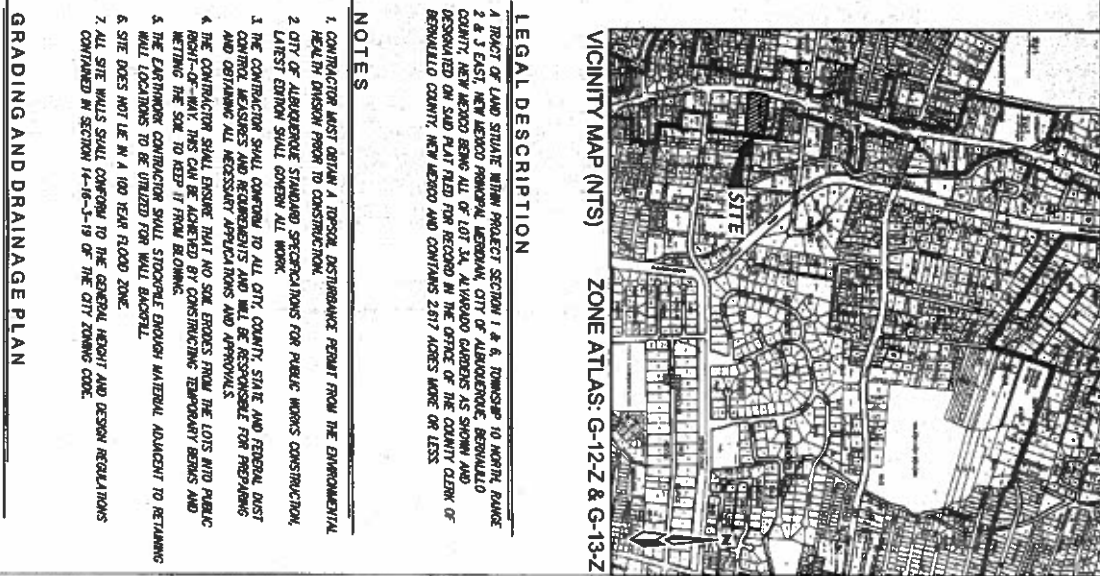 SITE
N
VICINITY MAP (NTS) ZONE ATLAS: G-12-Z & G-13-Z
LEGAL DESCRIPTION
A TRACT OF LAND SITUATE WITHIN PROJECT SECTION 1 & 6, TOWNSHIP 10 NORTH, RANGE
2 & 3 EAST, NEW MEXICO PRINCIPAL MERIDIAN, CITY OF ALBUQUERQUE, BERNALILLO
COUNTY, NEW MEXICO BEING ALL OF LOT 3A, ALVARADO GARDENS AS SHOWN AND
DESIGNATED ON SAID PLAT FILED FOR RECORD IN THE OFFICE OF THE COUNTY CLERK OF
BERNALILLO COUNTY, NEW MEXICO AND CONTAINS 2.617 ACRES MORE OR LESS.
NOTES
1. CONTRACTOR MUST OBTAIN A TOPSOIL DISTURBANCE PERMIT FROM THE ENVIRONMENTAL
HEALTH DIVISION PRIOR TO CONSTRUCTION.
2. CITY OF ALBUQUERQUE STANDARD SPECIFICATIONS FOR PUBLIC WORKS CONSTRUCTION,
LATEST EDITION SHALL GOVERN ALL WORK.
3. THE CONTRACTOR SHALL CONFORM TO ALL CITY, COUNTY, STATE AND FEDERAL DUST
CONTROL MEASURES AND REQUIREMENTS AND WILL BE RESPONSIBLE FOR PREPARING
AND OBTAINING ALL NECESSARY APPLICATIONS AND APPROVALS.
4. THE CONTRACTOR SHALL ENSURE THAT NO SOIL ERODES FROM THE LOTS INTO PUBLIC
RIGHT-OF-WAY. THIS CAN BE ACHIEVED BY CONSTRUCTING TEMPORARY BERMS AND
WETTING THE SOIL TO KEEP IT FROM BLOWING.
5. THE EARTHWORK CONTRACTOR SHALL STOCKPILE ENOUGH MATERIAL ADJACENT TO RETAINING
WALL LOCATIONS TO BE UTILIZED FOR WALL BACKFILL.
6. SITE DOES NOT LIE IN A 100 YEAR FLOOD ZONE.
7. ALL SITE WALLS SHALL CONFORM TO THE GENERAL HEIGHT AND DESIGN REGULATIONS
CONTAINED IN SECTION 14-16-3-19 OF THE CITY ZONING CODE.
GRADING AND DRAINAGE PLAN